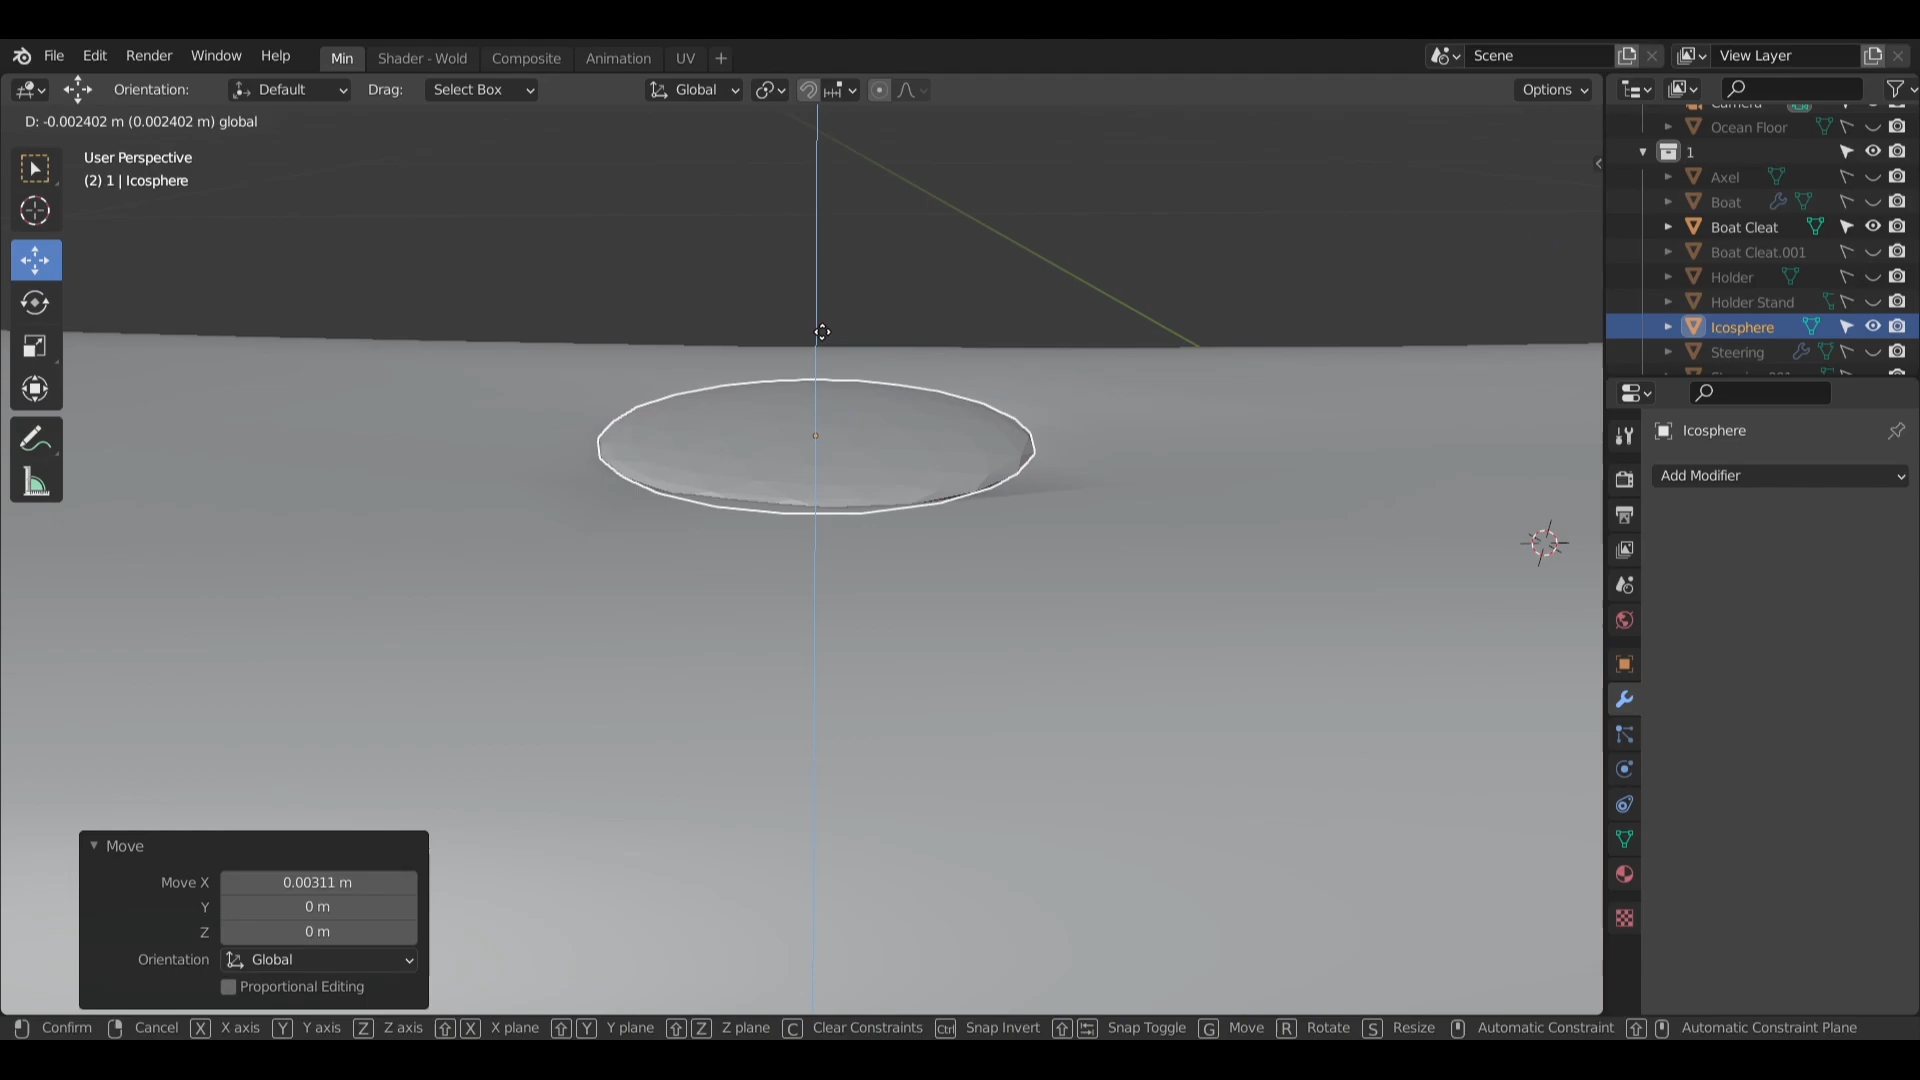 File Edit Render Window Help Min Shader - Wold Composite Animation UV + Scene View Layer
Orientation: Default Drag: Select Box Global Options
D: -0.002402 m (0.002402 m) global
User Perspective
(2) 1 | Icosphere
Camera
Ocean Floor
1
Axel
Boat
Boat Cleat
Boat Cleat.001
Holder
Holder Stand
Icosphere
Steering
Icosphere
Add Modifier
Move
Move X 0.00311 m
Y 0 m
Z 0 m
Orientation Global
Proportional Editing
Confirm Cancel X X axis Y Y axis Z Z axis X X plane Y Y plane Z Z plane C Clear Constraints Ctrl Snap Invert Snap Toggle G Move R Rotate S Resize Automatic Constraint Automatic Constraint Plane